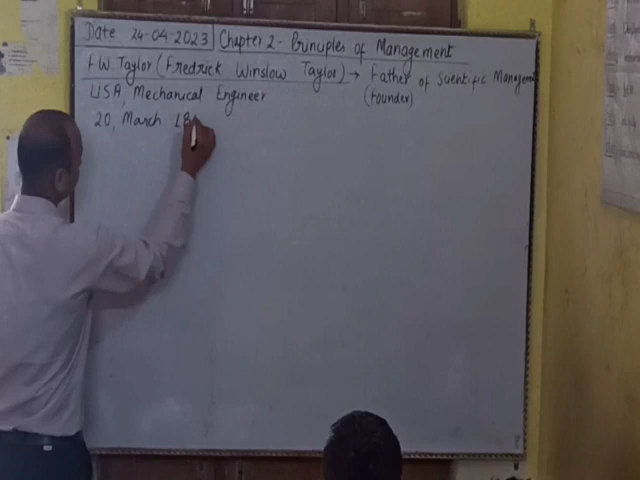 Date 24-04-2023 Chapter 2- Principles of Management
F W Taylor (Fredrick Winslow Taylor) → Father of Scientific Management
USA, Mechanical Engineer (Founder)
20, March 18